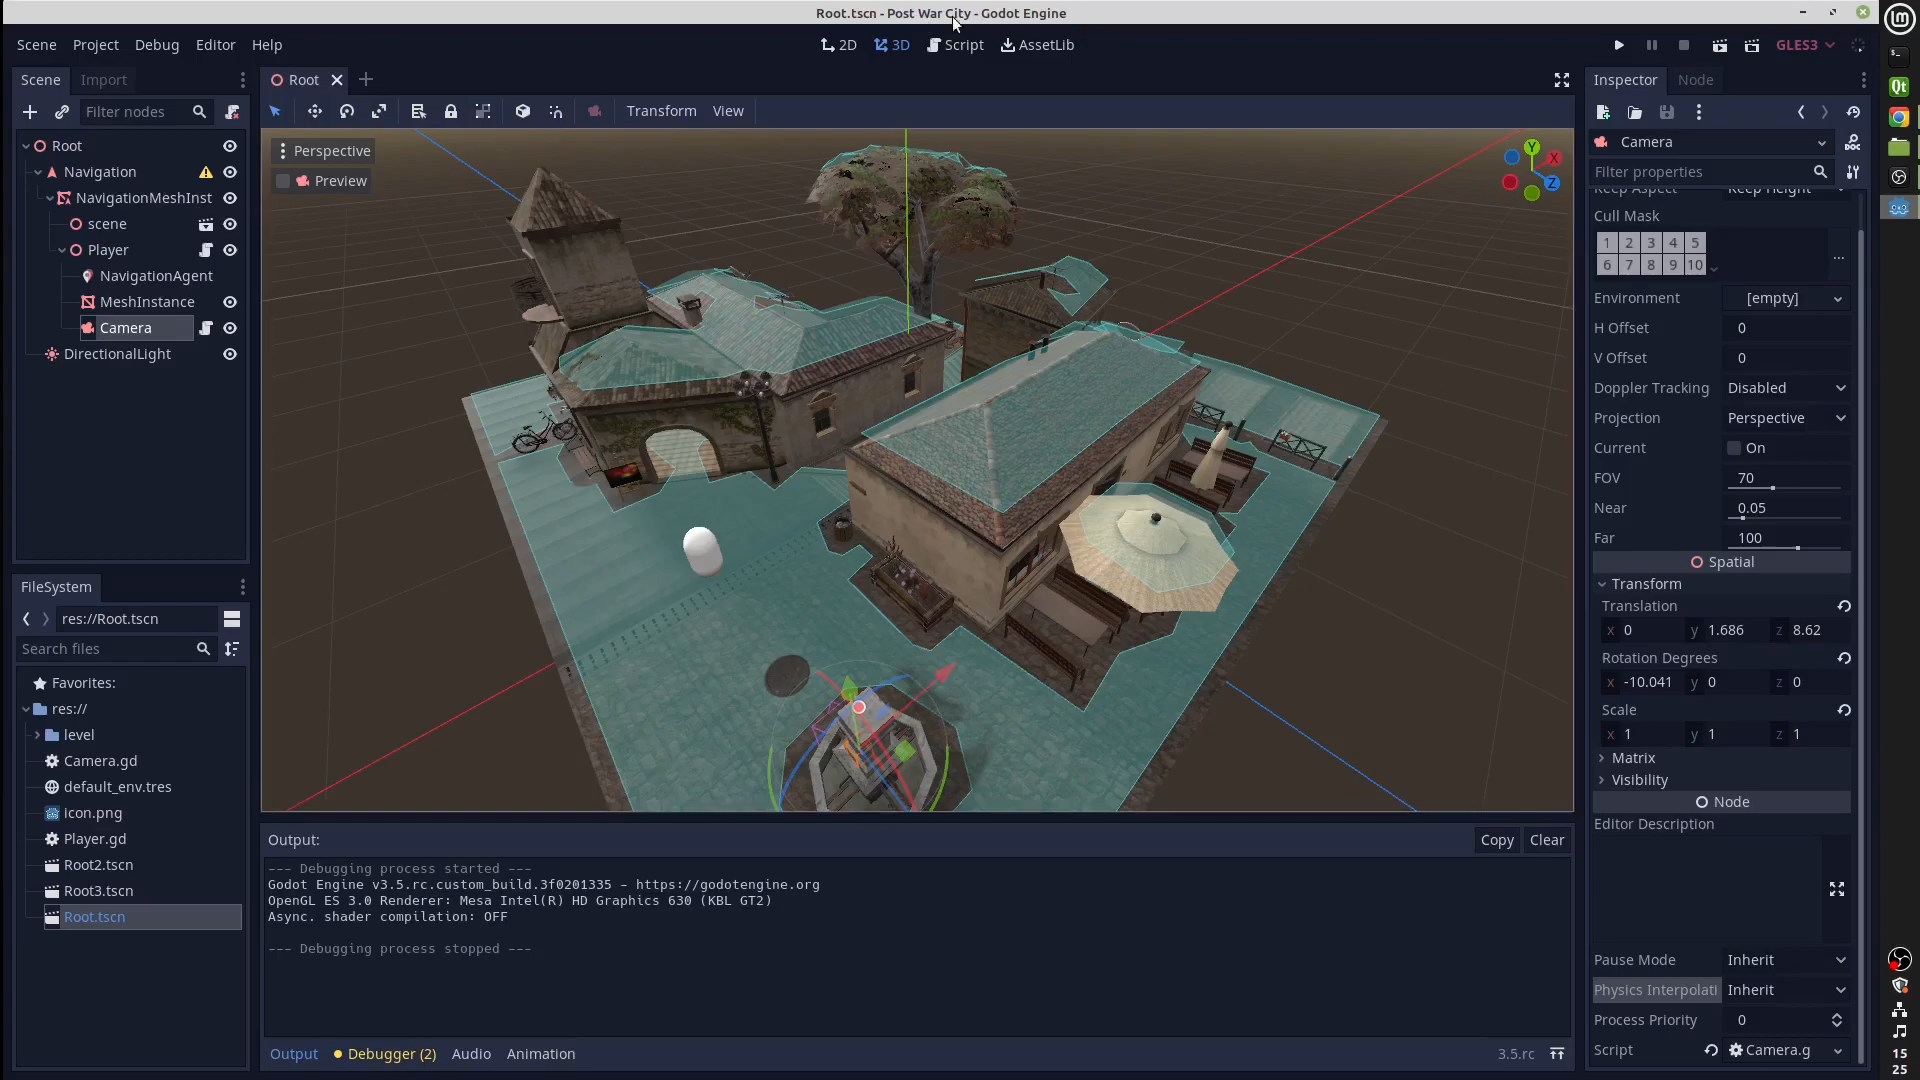 Root.tscn - Post War City - Godot Engine
Scene Project Debug Editor Help
2D 3D Script AssetLib
GLES3
Scene Import
Filter nodes
Root
Navigation
NavigationMeshInst
scene
Player
NavigationAgent
MeshInstance
Camera
DirectionalLight
FileSystem
res://Root.tscn
Search files
Favorites:
res://
level
Camera.gd
default_env.tres
icon.png
Player.gd
Root2.tscn
Root3.tscn
Root.tscn
Root
Transform View
Perspective
Preview
Y
X
Z
Output:
Copy Clear
--- Debugging process started ---
Godot Engine v3.5.rc.custom_build.3f0201335 - https://godotengine.org
OpenGL ES 3.0 Renderer: Mesa Intel(R) HD Graphics 630 (KBL GT2)
Async. shader compilation: OFF
--- Debugging process stopped ---
Output Debugger (2) Audio Animation
3.5.rc
Inspector Node
Camera
Filter properties
Keep Aspect Keep Height
Cull Mask
1 2 3 4 5
6 7 8 9 10
...
Environment [empty]
H Offset 0
V Offset 0
Doppler Tracking Disabled
Projection Perspective
Current On
FOV 70
Near 0.05
Far 100
Spatial
Transform
Translation
x 0 y 1.686 z 8.62
Rotation Degrees
x -10.041 y 0 z 0
Scale
x 1 y 1 z 1
Matrix
Visibility
Node
Editor Description
Pause Mode Inherit
Physics Interpolati Inherit
Process Priority 0
Script Camera.g
Qt
15
25